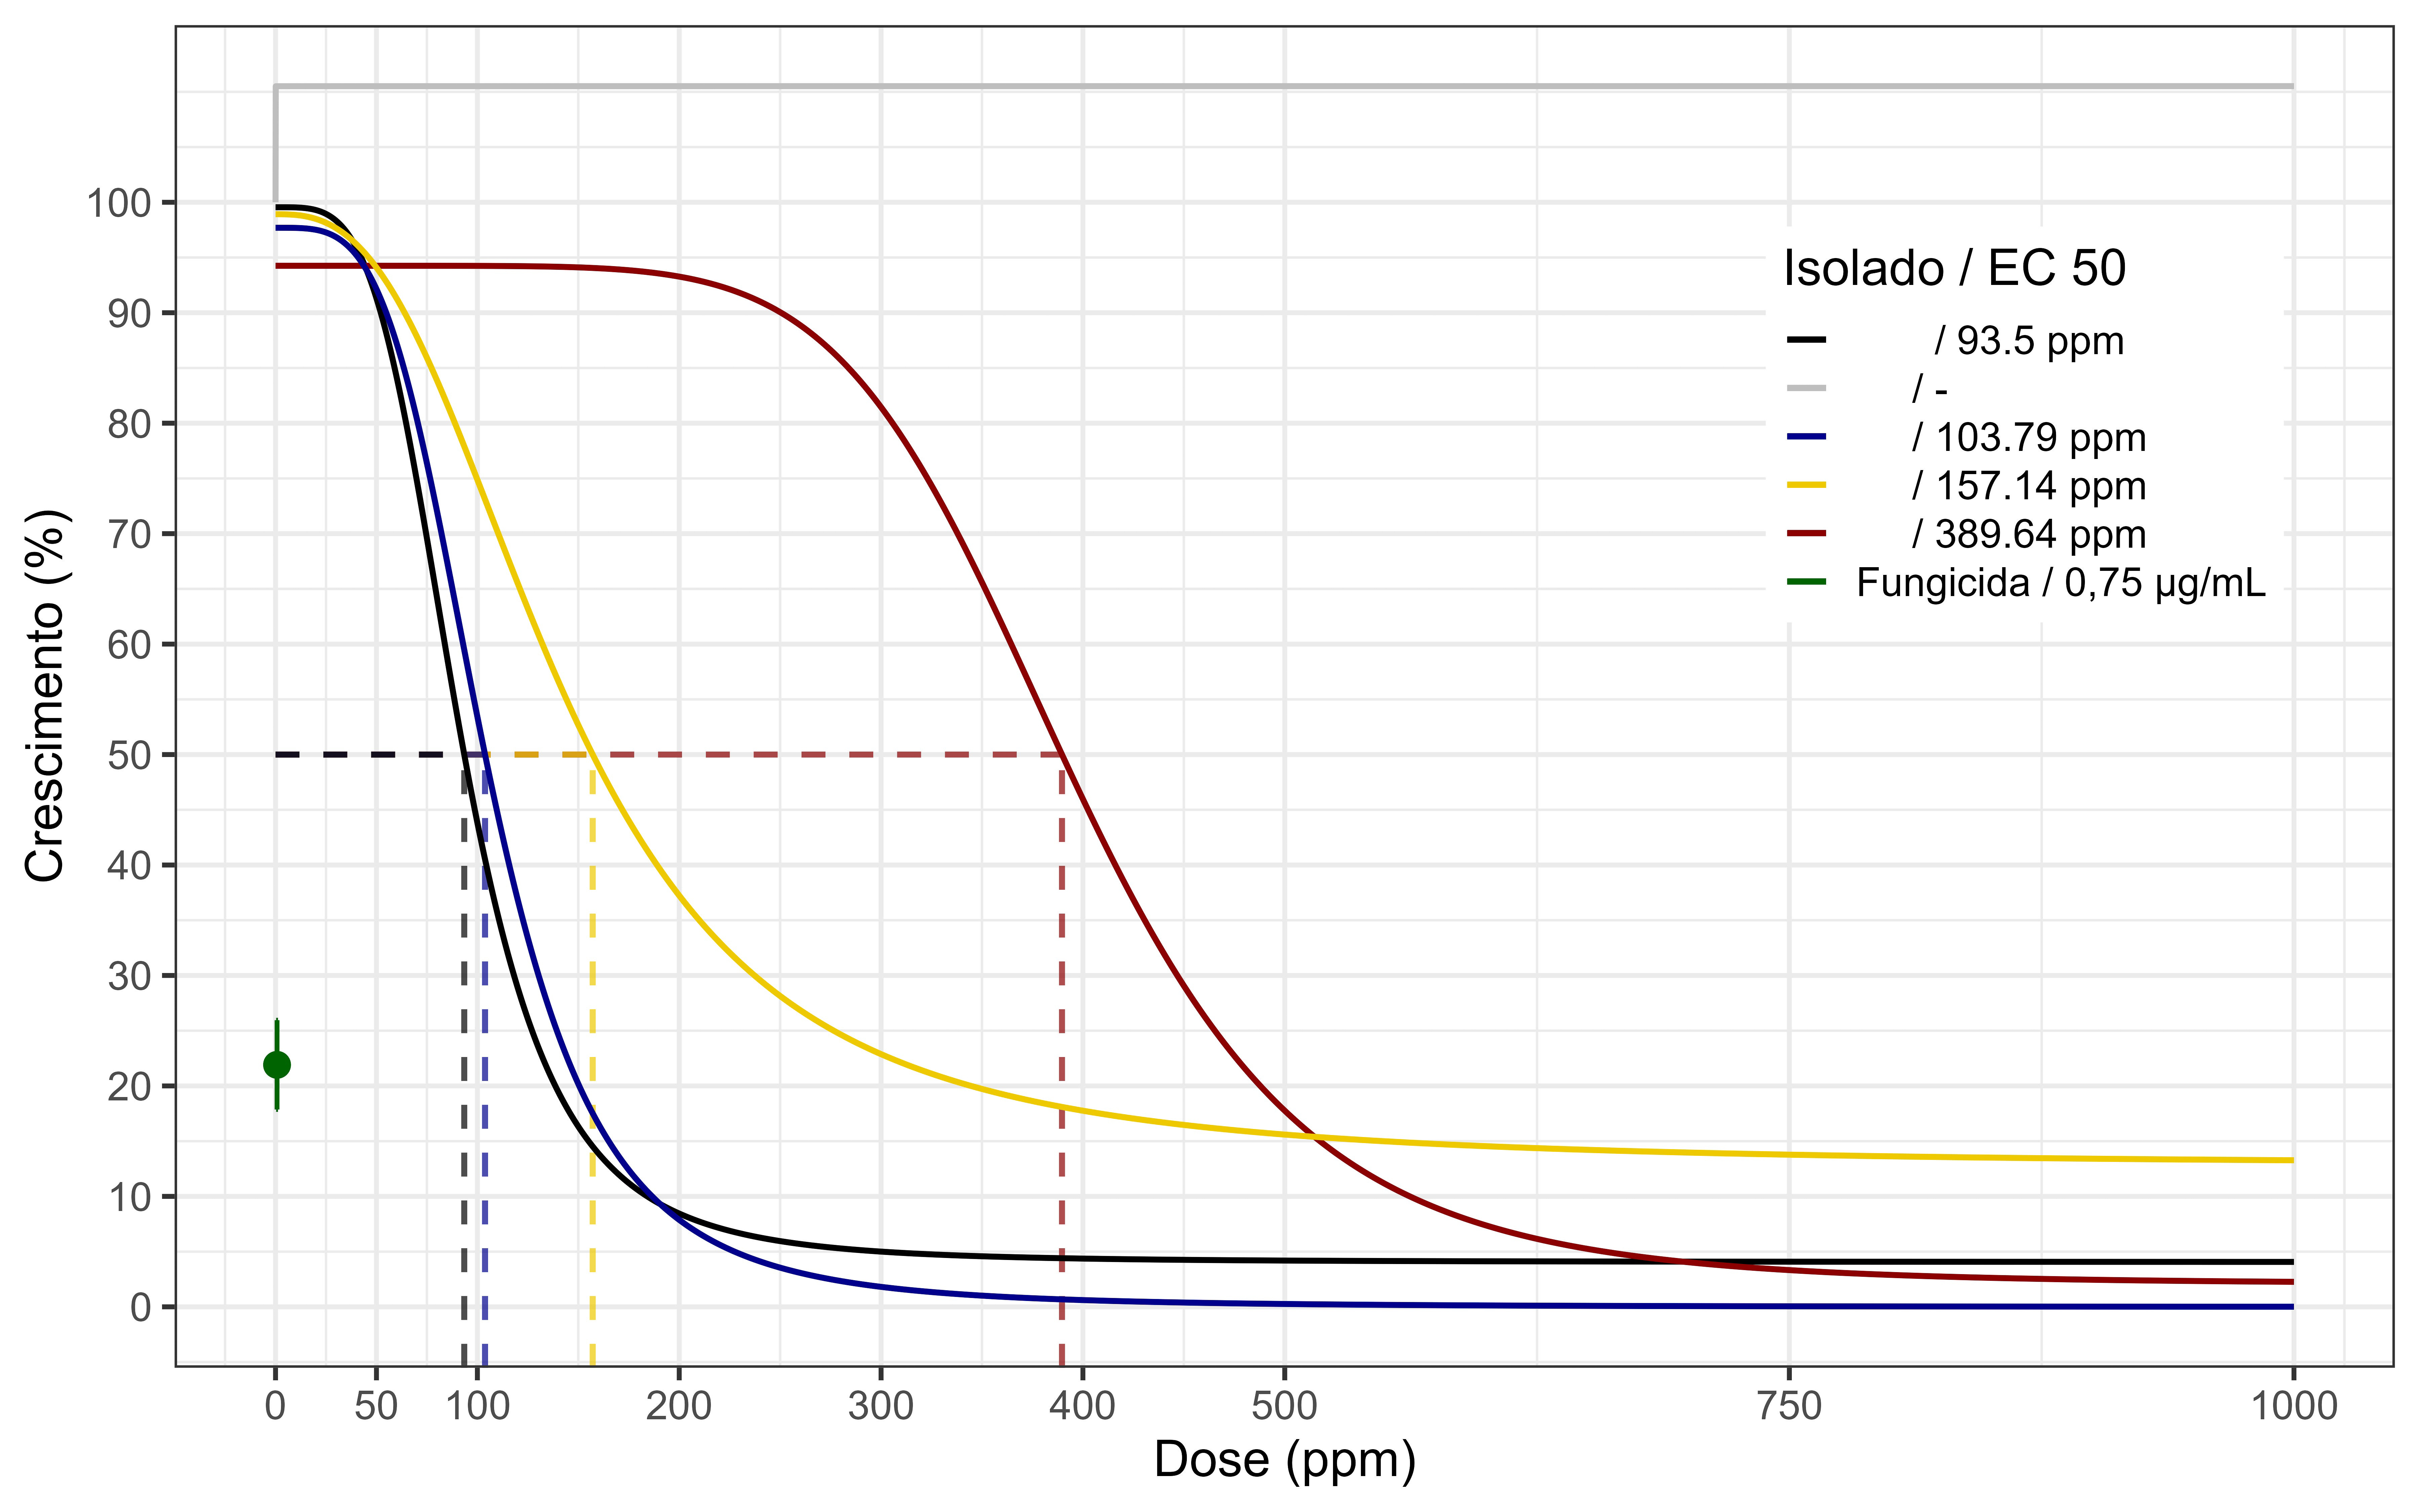 Crescimento (%)
100
90
80
70
60
50
40
30
20
10
0
Isolado / EC 50
/ 93.5 ppm
/ -
/ 103.79 ppm
/ 157.14 ppm
/ 389.64 ppm
Fungicida / 0,75 µg/mL
0 50 100 200 300 400 500 750 1000
Dose (ppm)